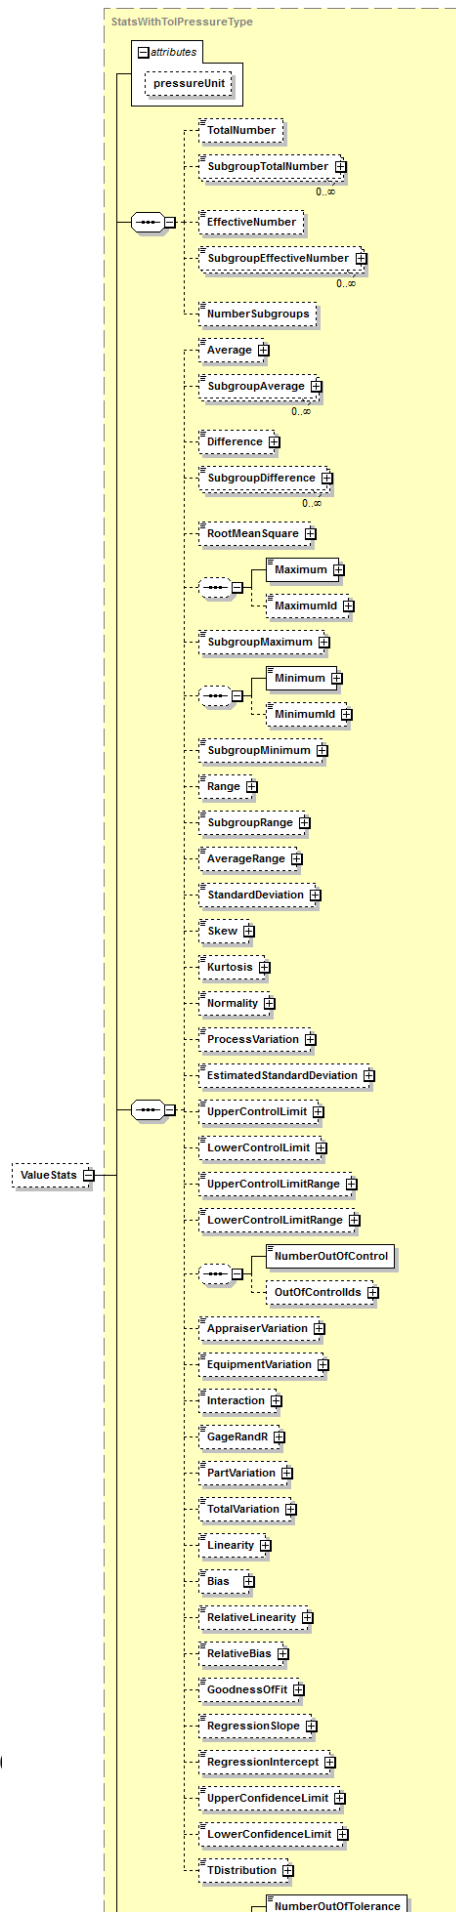 StatsWithTolPressureType
attributes
pressureUnit
TotalNumber
SubgroupTotalNumber
0..∞
EffectiveNumber
SubgroupEffectiveNumber
0..∞
NumberSubgroups
Average
SubgroupAverage
0..∞
Difference
SubgroupDifference
0..∞
RootMeanSquare
Maximum
MaximumId
SubgroupMaximum
Minimum
MinimumId
SubgroupMinimum
Range
SubgroupRange
AverageRange
StandardDeviation
Skew
Kurtosis
Normality
ProcessVariation
EstimatedStandardDeviation
UpperControlLimit
LowerControlLimit
ValueStats
UpperControlLimitRange
LowerControlLimitRange
NumberOutOfControl
OutOfControlIds
AppraiserVariation
EquipmentVariation
Interaction
GageRandR
PartVariation
TotalVariation
Linearity
Bias
RelativeLinearity
RelativeBias
GoodnessOfFit
RegressionSlope
RegressionIntercept
UpperConfidenceLimit
LowerConfidenceLimit
TDistribution
NumberOutOfTolerance